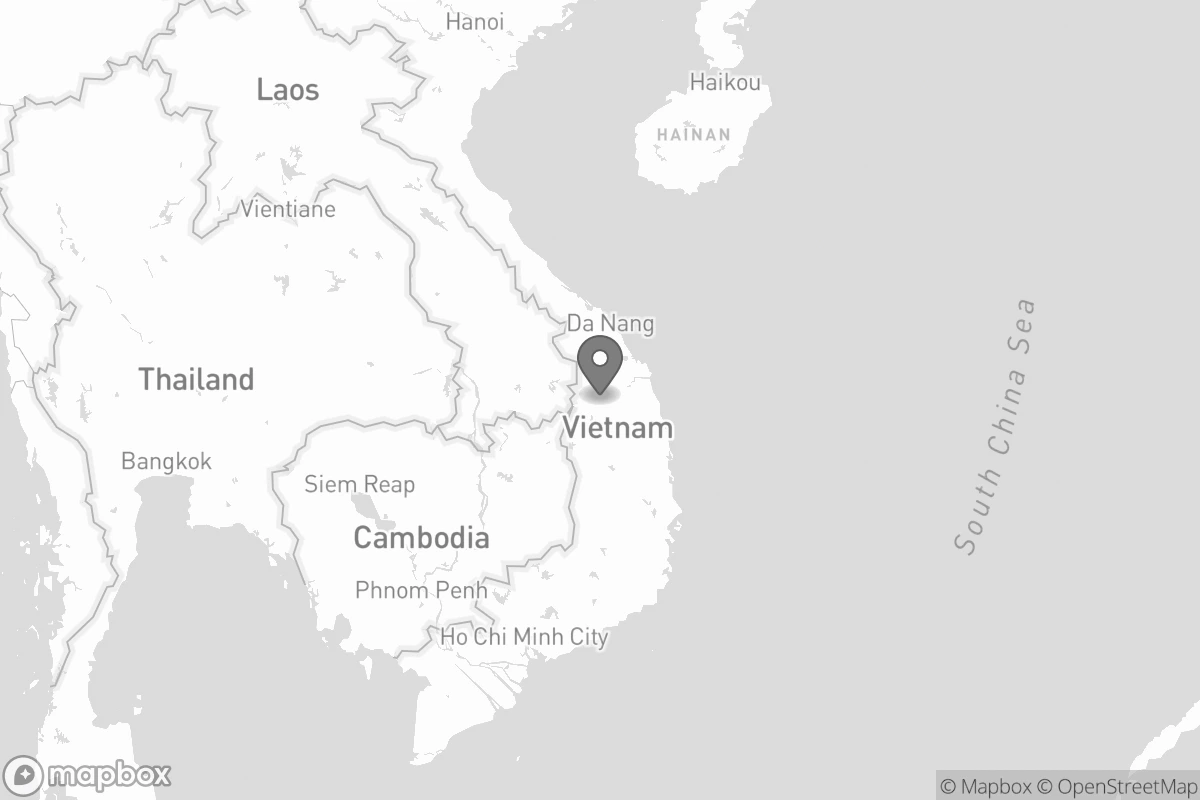 Hanoi
Haikou
Laos
HAINAN
Vientiane
Da Nang
South China Sea
Thailand
Vietnam
Bangkok
Siem Reap
Cambodia
Phnom Penh
Ho Chi Minh City
mapbox
© Mapbox © OpenStreetMap